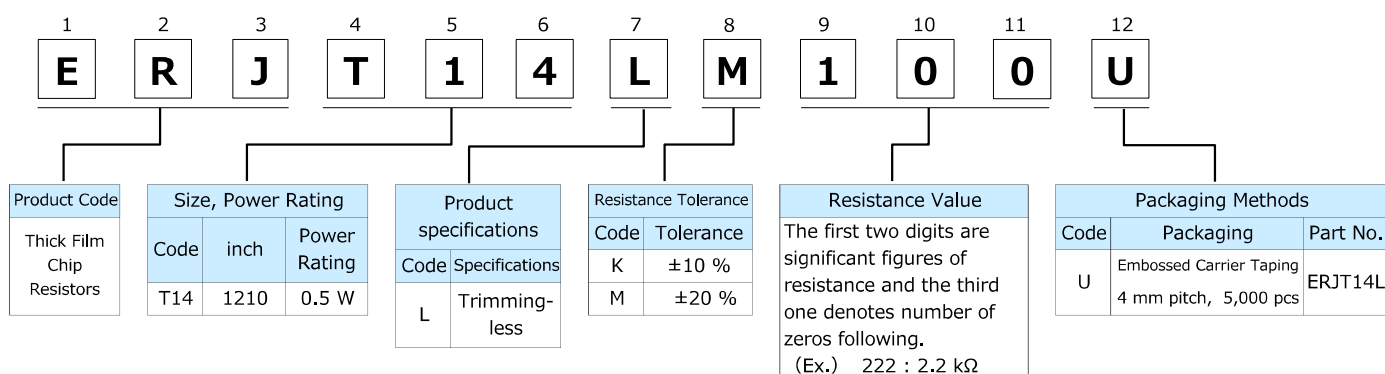 1 2 3 4 5 6 7 8 9 10 11 12
E R J T 1 4 L M 1 0 0 U
Product Code
Thick Film
Chip
Resistors
Size, Power Rating
Code inch Power Rating
T14 1210 0.5 W
Product
specifications
Code Specifications
L Trimming-
less
Resistance Tolerance
Code Tolerance
K ±10 %
M ±20 %
Resistance Value
The first two digits are
significant figures of
resistance and the third
one denotes number of
zeros following.
(Ex.) 222 : 2.2 kΩ
Packaging Methods
Code Packaging Part No.
U Embossed Carrier Taping
4 mm pitch, 5,000 pcs
ERJT14L